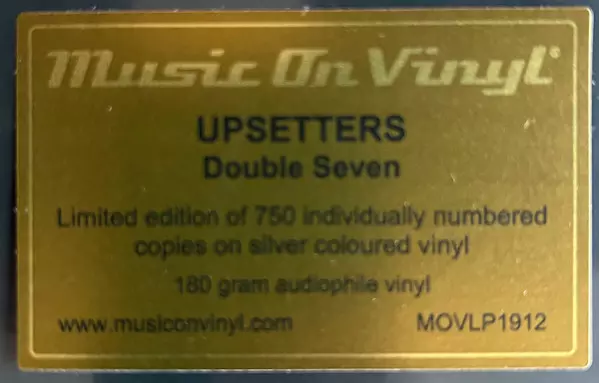 Music On Vinyl®
UPSETTERS
Double Seven
Limited edition of 750 individually numbered
copies on silver coloured vinyl
180 gram audiophile vinyl
www.musiconvinyl.com MOVLP1912